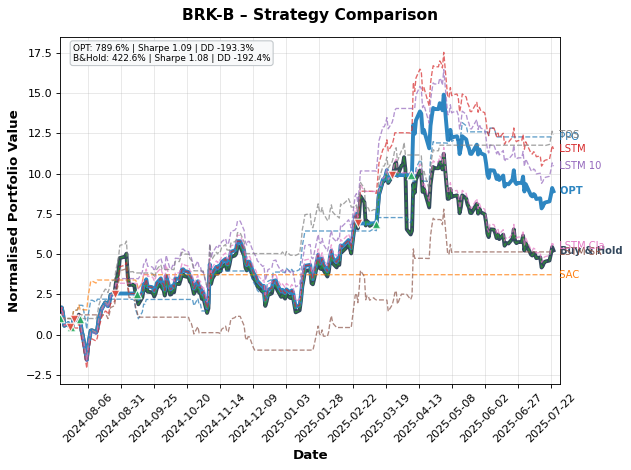 BRK-B – Strategy Comparison
OPT: 789.6% | Sharpe 1.09 | DD -193.3%
B&Hold: 422.6% | Sharpe 1.08 | DD -192.4%
Normalised Portfolio Value
17.5
15.0
12.5
10.0
7.5
5.0
2.5
0.0
−2.5
LSTM
LSTM 10
OPT
Buy & Hold
SAC
2024-08-06
2024-08-31
2024-09-25
2024-10-20
2024-11-14
2024-12-09
2025-01-03
2025-01-28
2025-02-22
2025-03-19
2025-04-13
2025-05-08
2025-06-02
2025-06-27
2025-07-22
Date